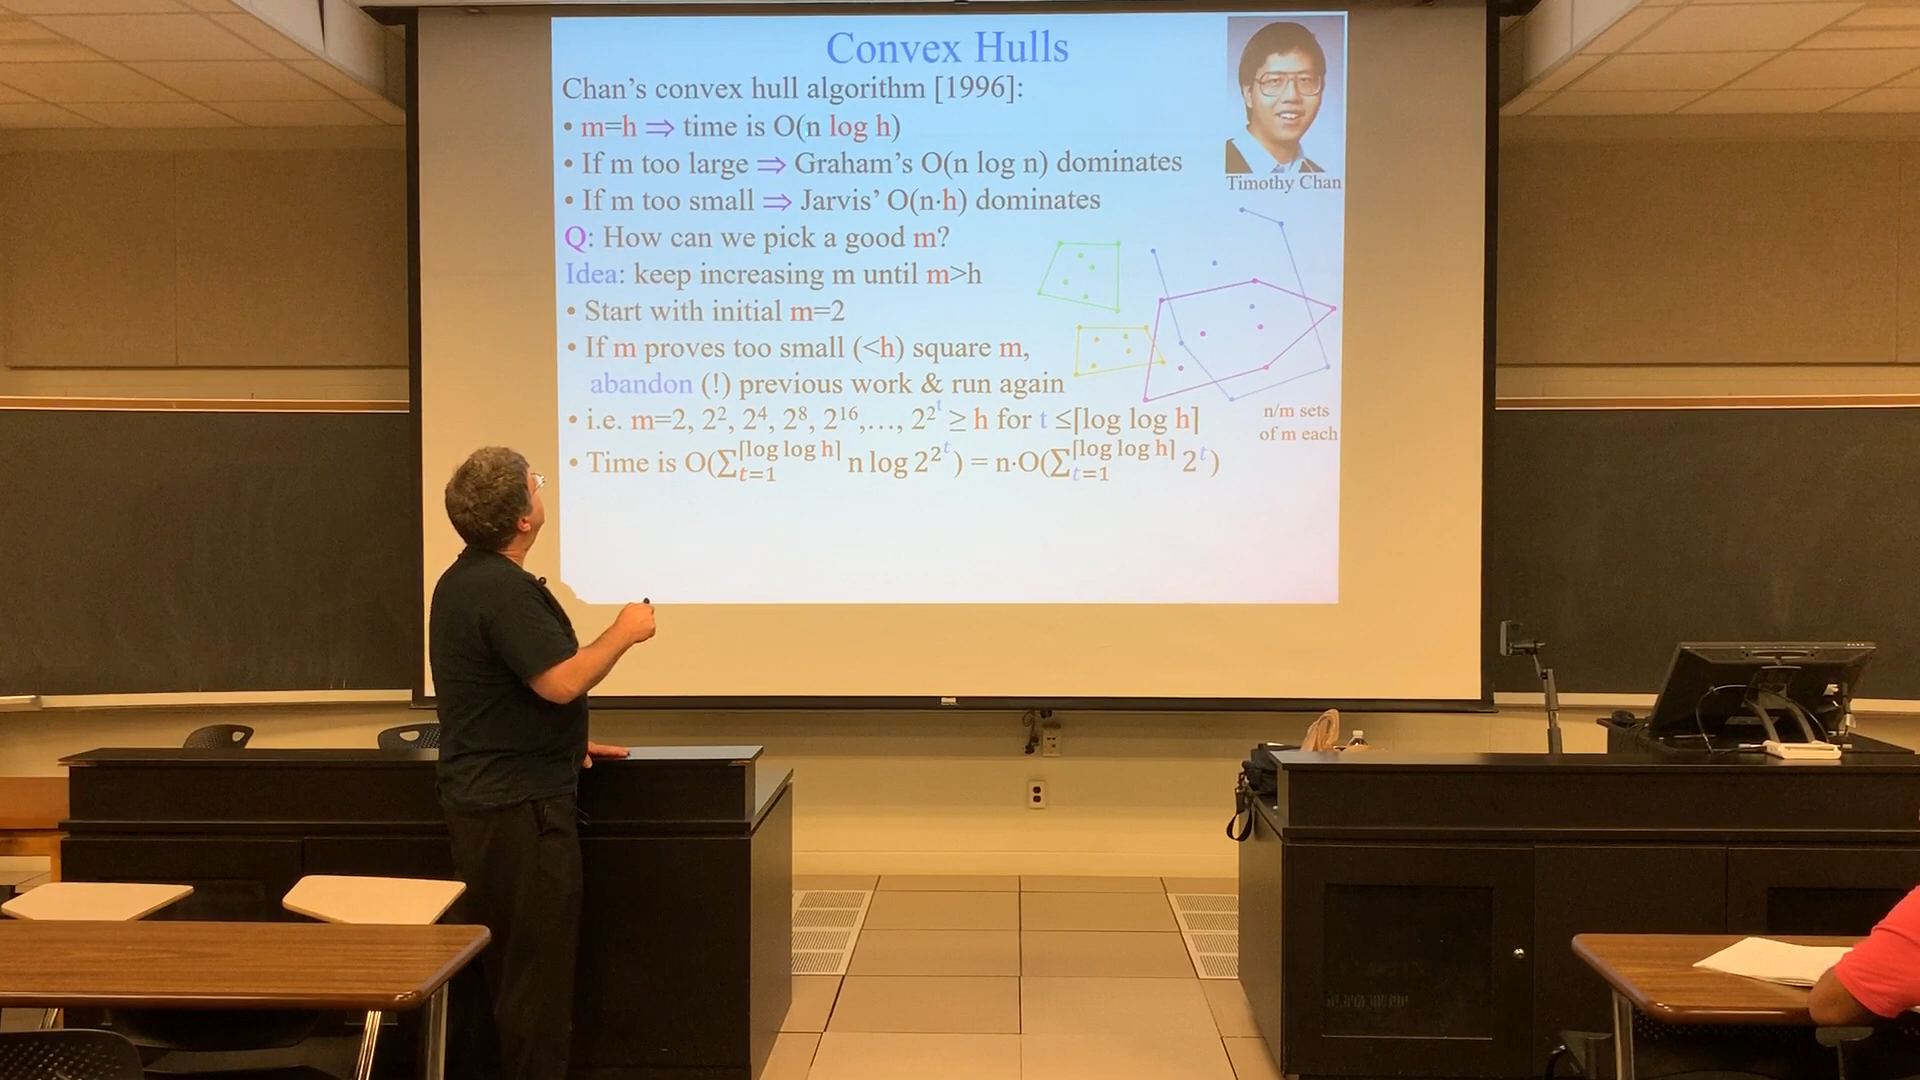 Convex Hulls
Chan's convex hull algorithm [1996]:
• m=h ⇒ time is O(n log h)
• If m too large ⇒ Graham's O(n log n) dominates
• If m too small ⇒ Jarvis' O(n·h) dominates
Timothy Chan
Q: How can we pick a good m?
Idea: keep increasing m until m>h
• Start with initial m=2
• If m proves too small (<h) square m,
abandon (!) previous work & run again
• i.e. m=2, 2², 2⁴, 2⁸, 2¹⁶,…, 2^2^t ≥ h for t ≤⌈log log h⌉
n/m sets
of m each
• Time is O(∑_{t=1}^{⌈log log h⌉} n log 2^2^t) = n·O(∑_{t=1}^{⌈log log h⌉} 2^t)